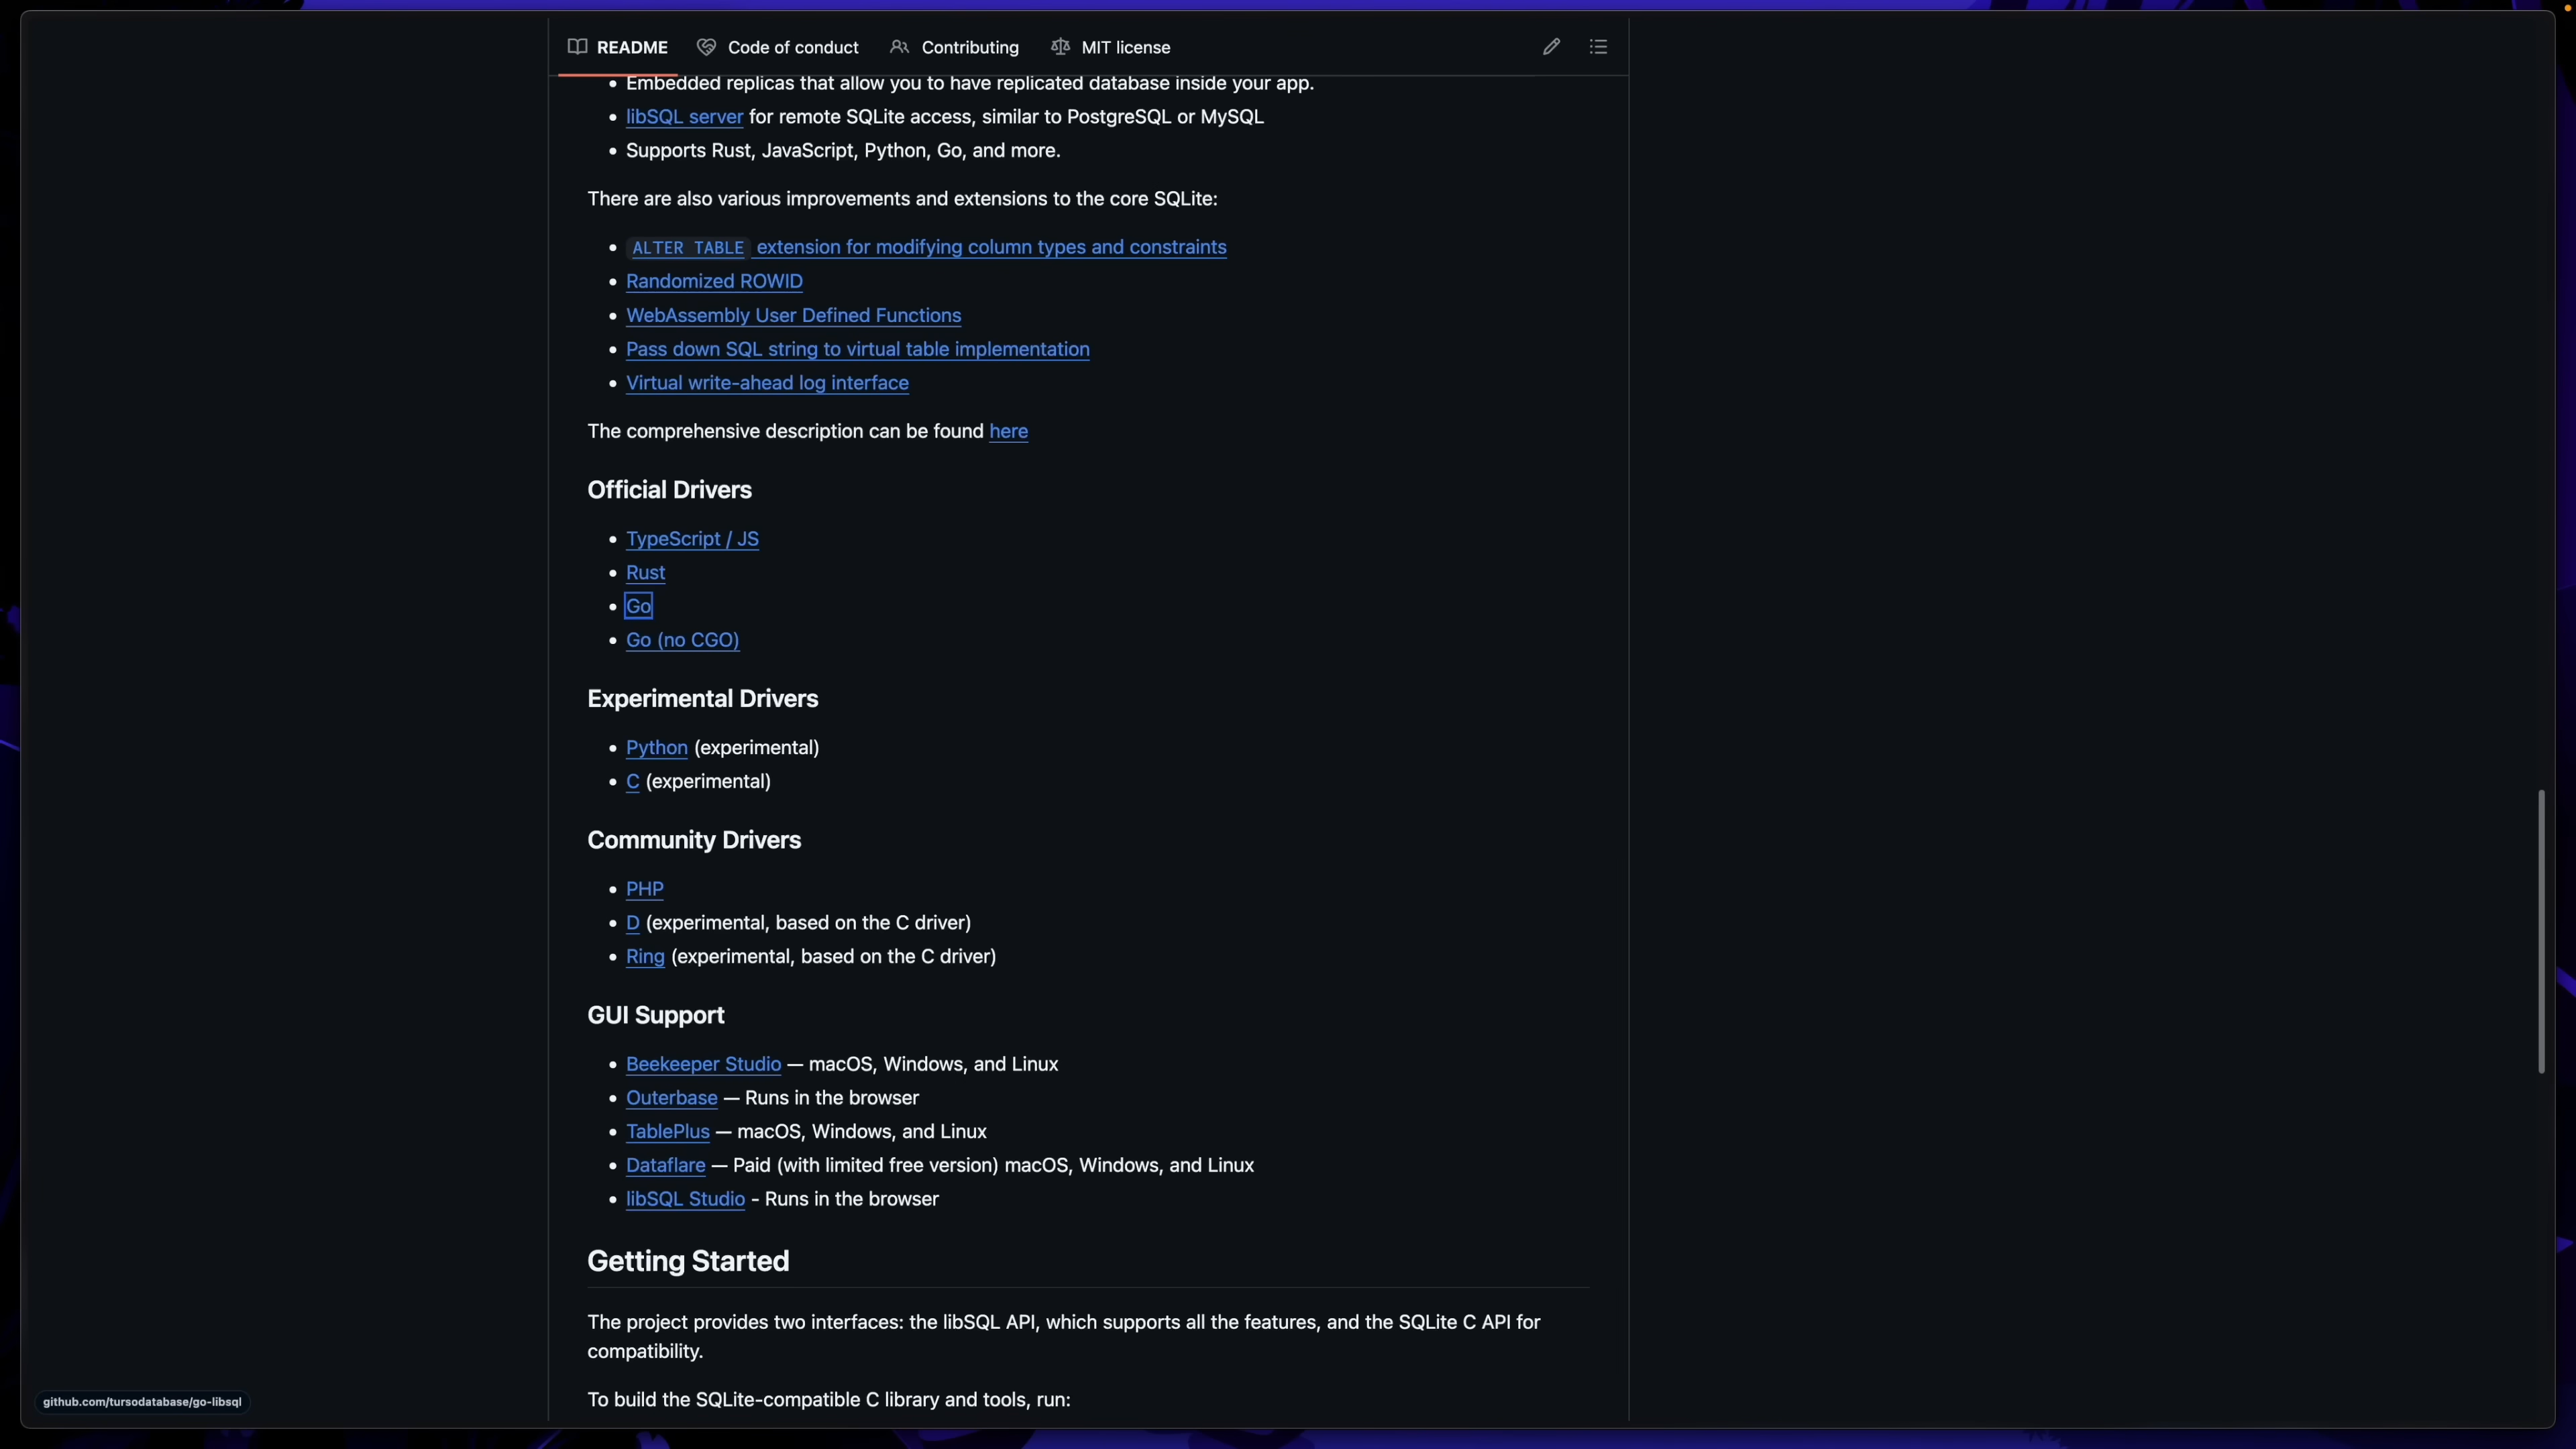 README Code of conduct Contributing MIT license
Embedded replicas that allow you to have replicated database inside your app.
libSQL server for remote SQLite access, similar to PostgreSQL or MySQL
Supports Rust, JavaScript, Python, Go, and more.
There are also various improvements and extensions to the core SQLite:
ALTER TABLE extension for modifying column types and constraints
Randomized ROWID
WebAssembly User Defined Functions
Pass down SQL string to virtual table implementation
Virtual write-ahead log interface
The comprehensive description can be found here
Official Drivers
TypeScript / JS
Rust
Go
Go (no CGO)
Experimental Drivers
Python (experimental)
C (experimental)
Community Drivers
PHP
D (experimental, based on the C driver)
Ring (experimental, based on the C driver)
GUI Support
Beekeeper Studio — macOS, Windows, and Linux
Outerbase — Runs in the browser
TablePlus — macOS, Windows, and Linux
Dataflare — Paid (with limited free version) macOS, Windows, and Linux
libSQL Studio - Runs in the browser
Getting Started
The project provides two interfaces: the libSQL API, which supports all the features, and the SQLite C API for
compatibility.
To build the SQLite-compatible C library and tools, run:
github.com/tursodatabase/go-libsql